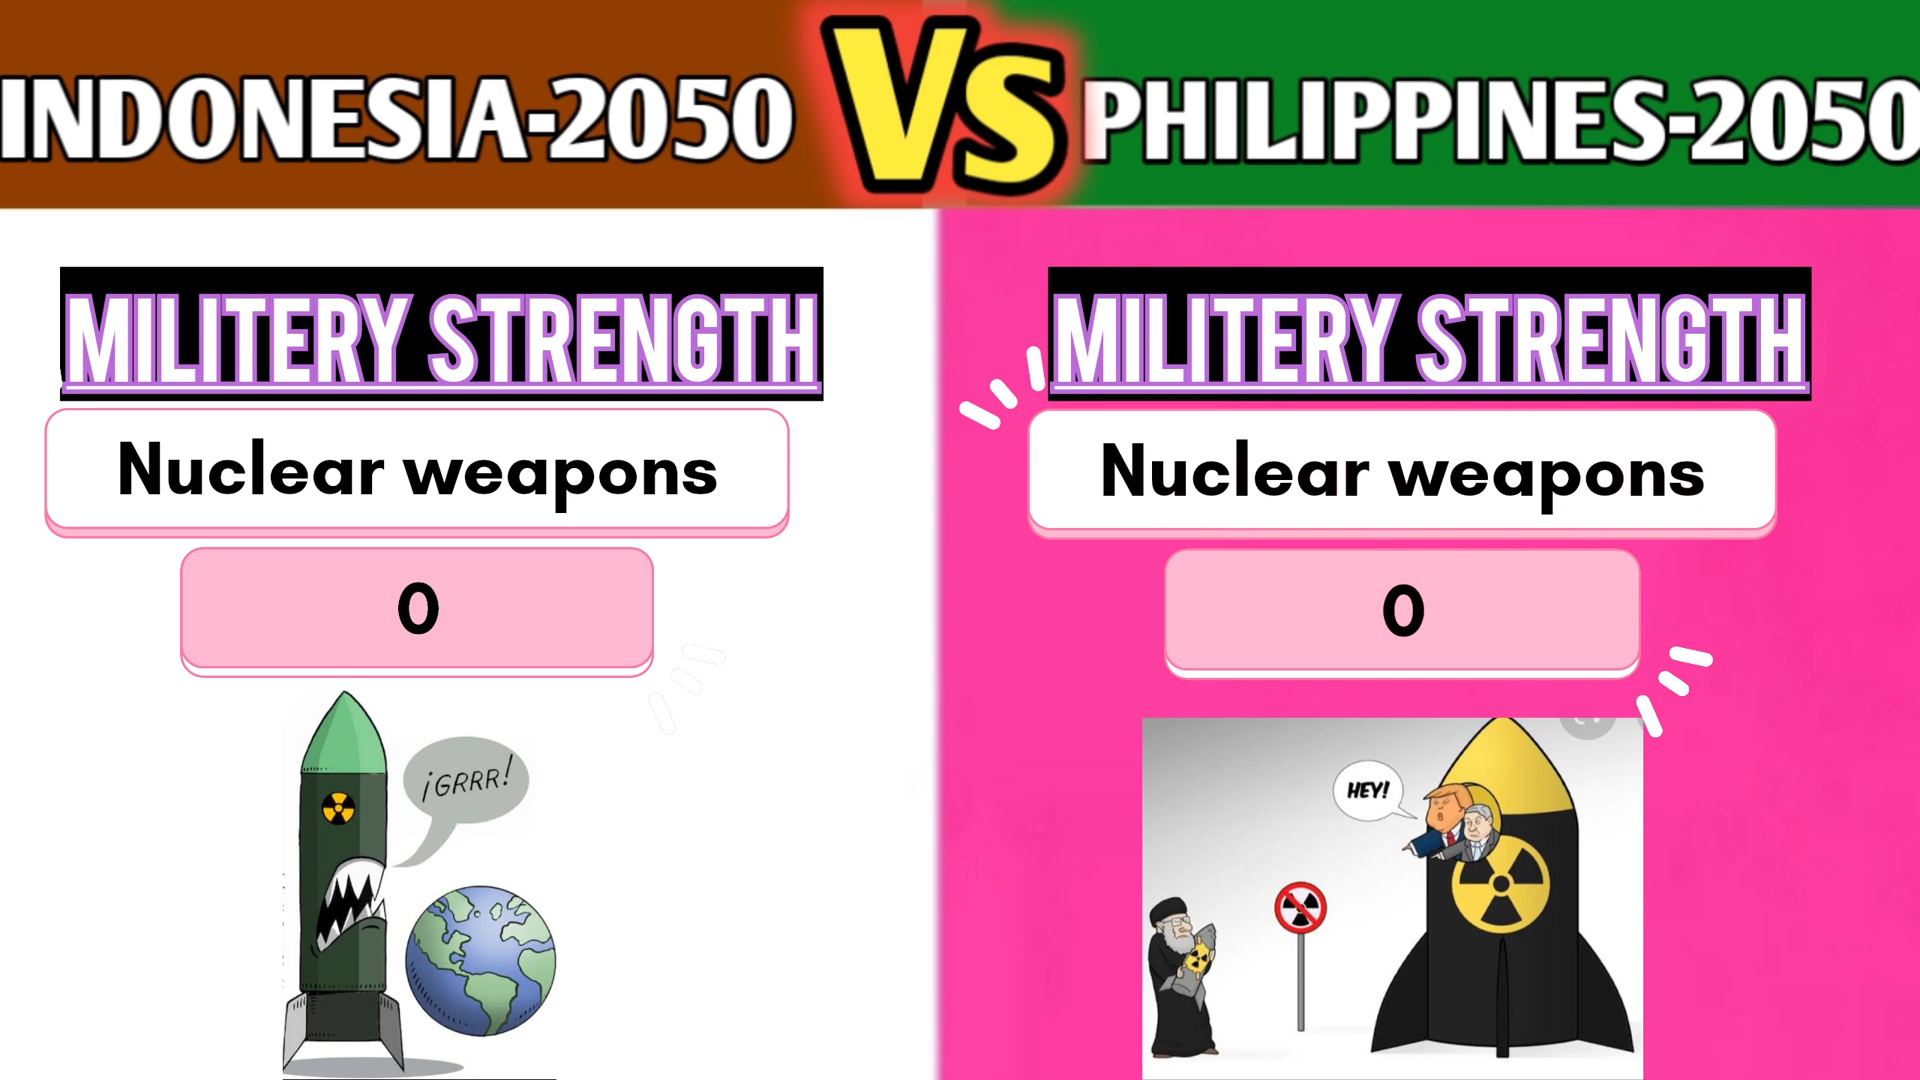 INDONESIA-2050 VS PHILIPPINES-2050
MILITERY STRENGTH
Nuclear weapons
0
¡GRRR!
MILITERY STRENGTH
Nuclear weapons
0
HEY!